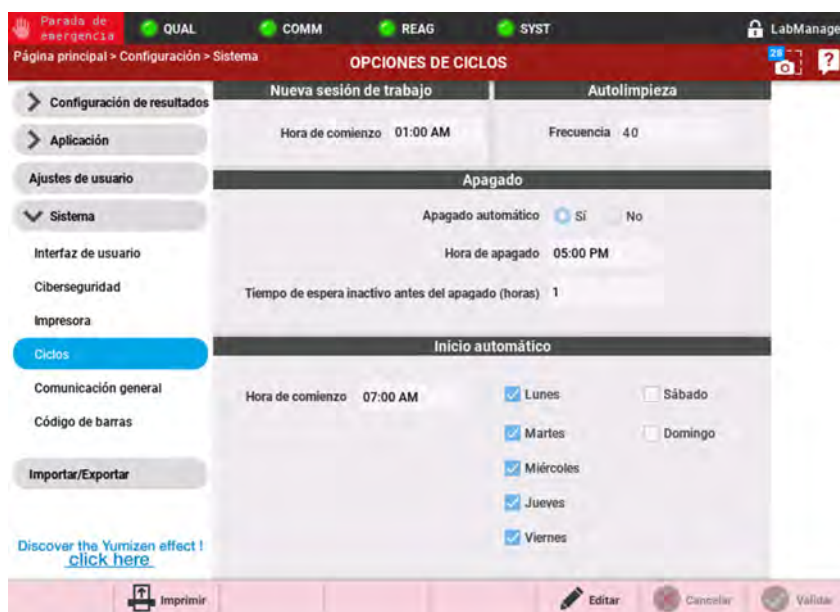 Parada de
emergencia
QUAL
COMM
REAG
SYST
LabManage
Página principal > Configuración > Sistema
OPCIONES DE CICLOS
28
?
Configuración de resultados
Aplicación
Ajustes de usuario
Sistema
Interfaz de usuario
Ciberseguridad
Impresora
Ciclos
Comunicación general
Código de barras
Importar/Exportar
Discover the Yumizen effect !
click here
Nueva sesión de trabajo
Autolimpieza
Hora de comienzo 01:00 AM
Frecuencia 40
Apagado
Apagado automático Sí No
Hora de apagado 05:00 PM
Tiempo de espera inactivo antes del apagado (horas) 1
Inicio automático
Hora de comienzo 07:00 AM
Lunes Sábado
Martes Domingo
Miércoles
Jueves
Viernes
Imprimir
Editar
Cancelar
Validar